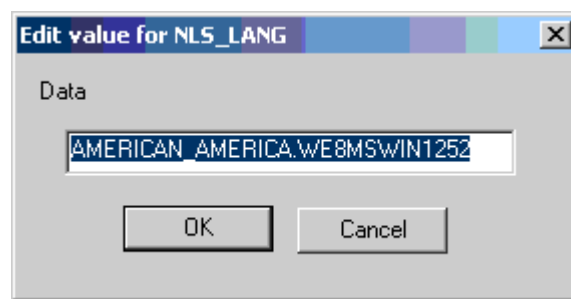 Edit value for NLS_LANG
Data
AMERICAN_AMERICA.WE8MSWIN1252
OK
Cancel